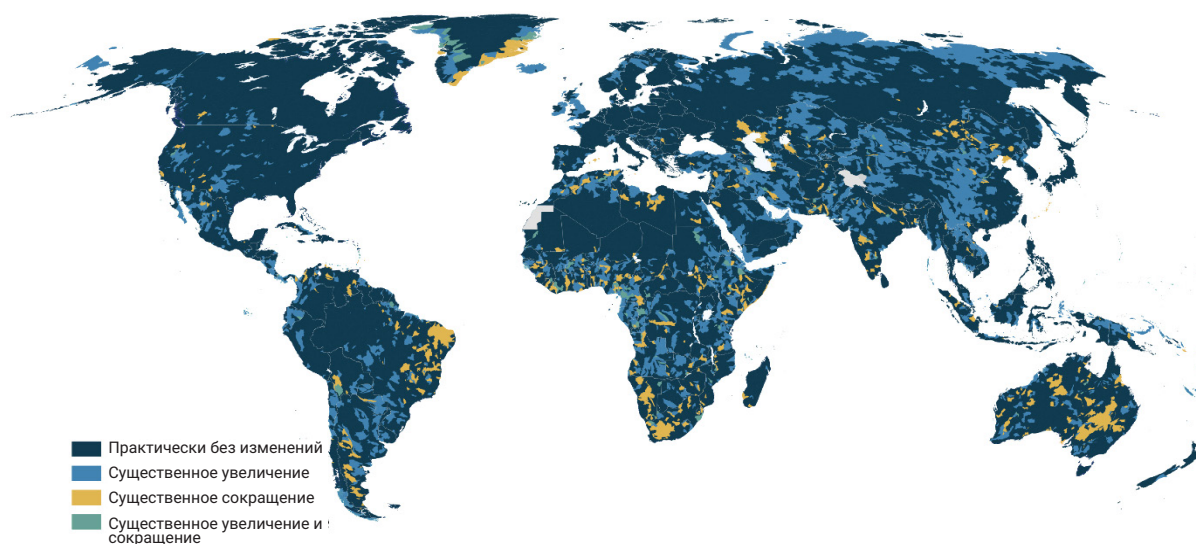 Практически без изменений
Существенное увеличение
Существенное сокращение
Существенное увеличение и
сокращение